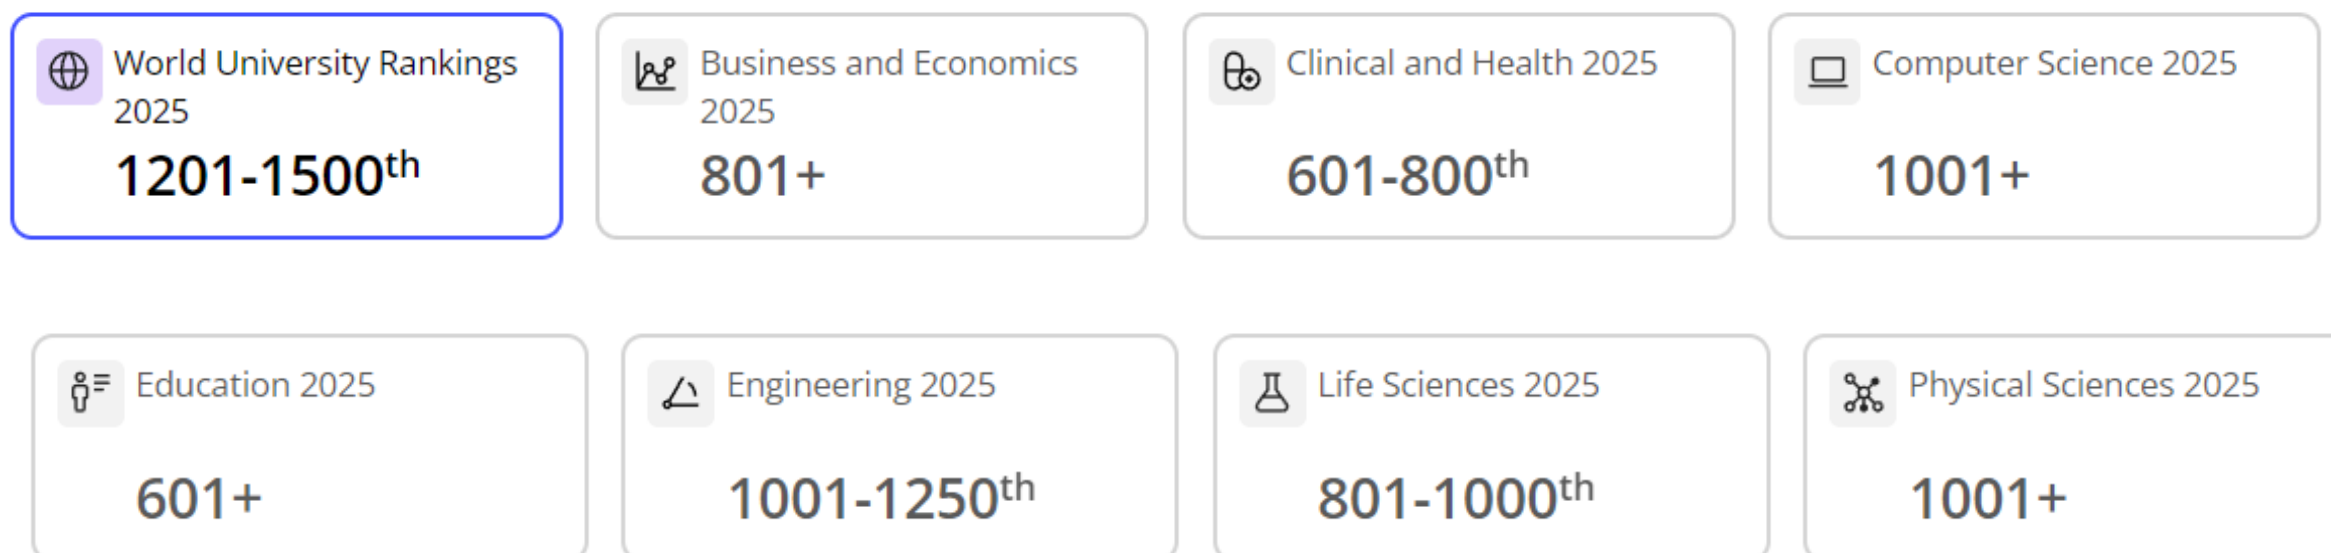 World University Rankings
2025
1201-1500th
Business and Economics
2025
801+
Clinical and Health 2025
601-800th
Computer Science 2025
1001+
Education 2025
601+
Engineering 2025
1001-1250th
Life Sciences 2025
801-1000th
Physical Sciences 2025
1001+